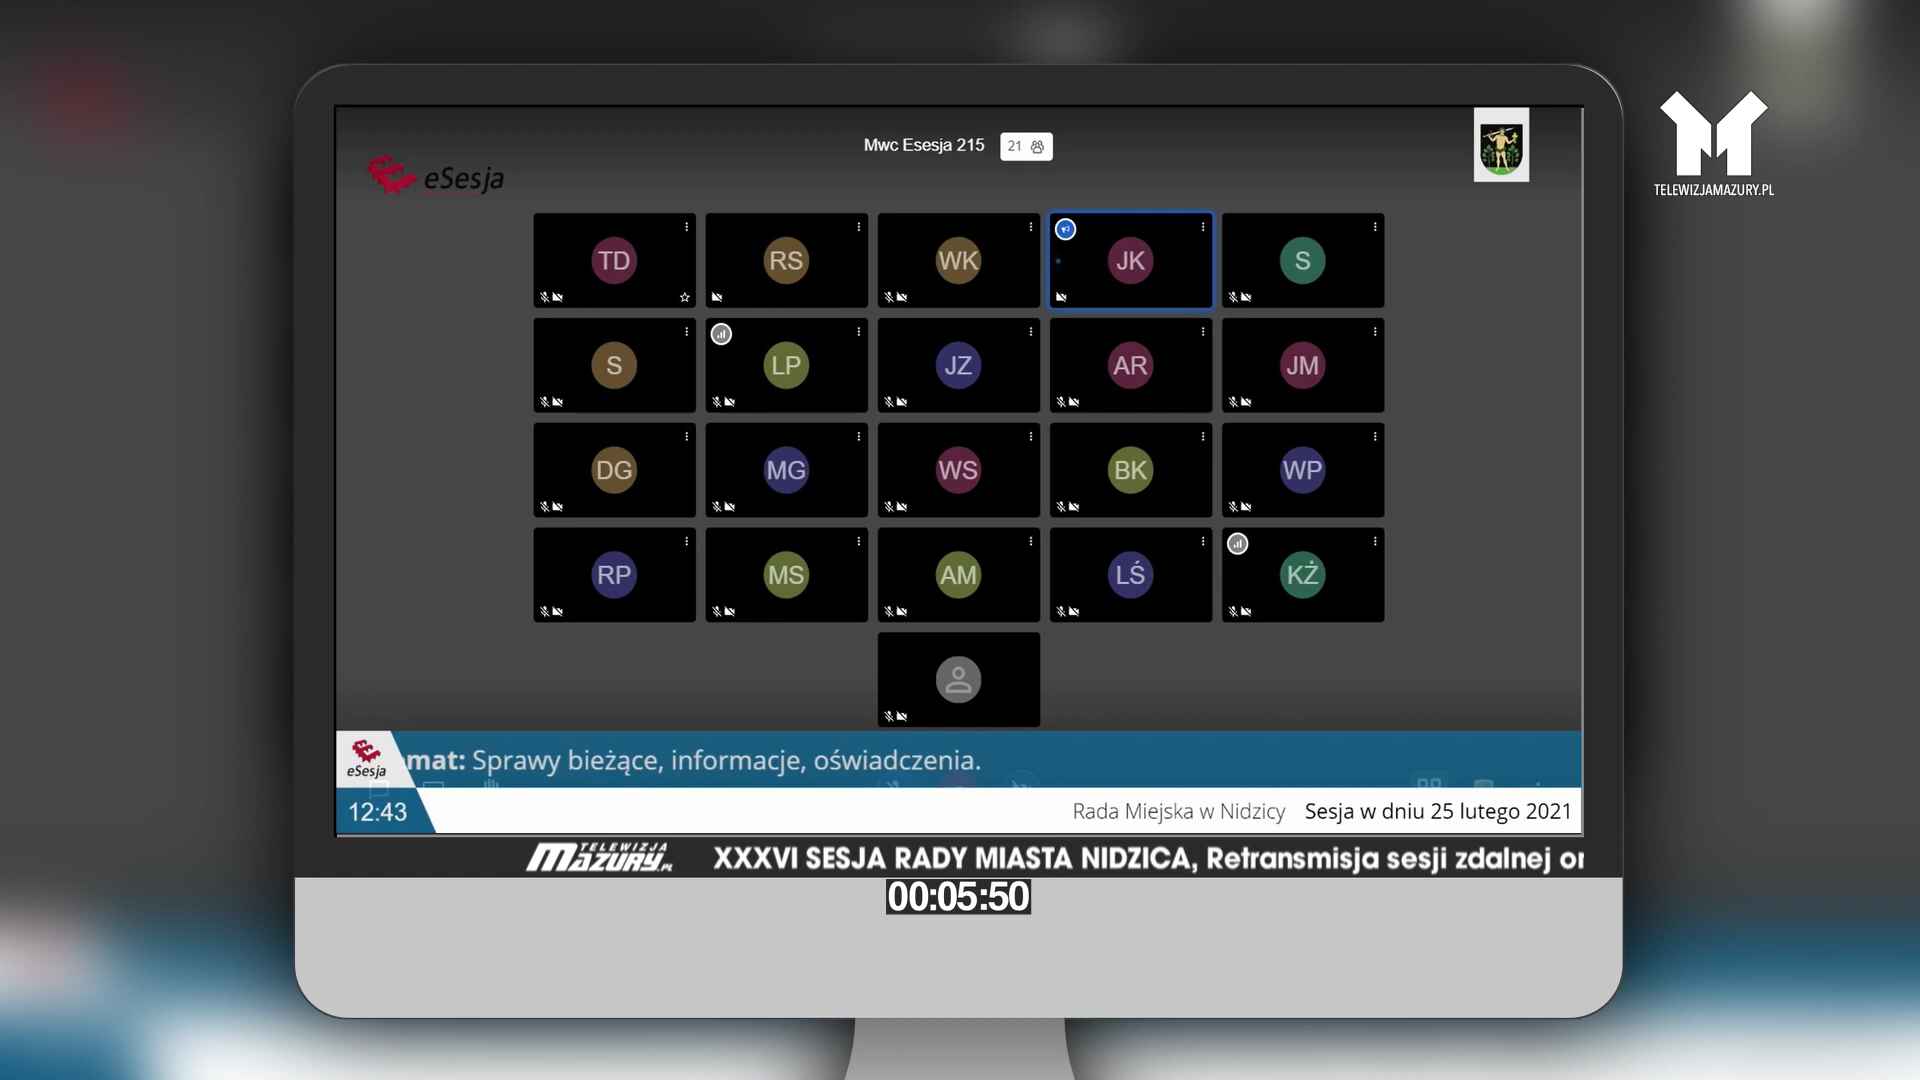 Mwc Esesja 215
21
eSesja
TELEWIZJAMAZURY.PL
TD
RS
WK
JK
S
S
LP
JZ
AR
JM
DG
MG
WS
BK
WP
RP
MS
AM
LŚ
KŻ
eSesja
mat: Sprawy bieżące, informacje, oświadczenia.
12:43
Rada Miejska w Nidzicy Sesja w dniu 25 lutego 2021
TELEWIZJA
MAZURY.PL
XXXVI SESJA RADY MIASTA NIDZICA, Retransmisja sesji zdalnej or
00:05:50